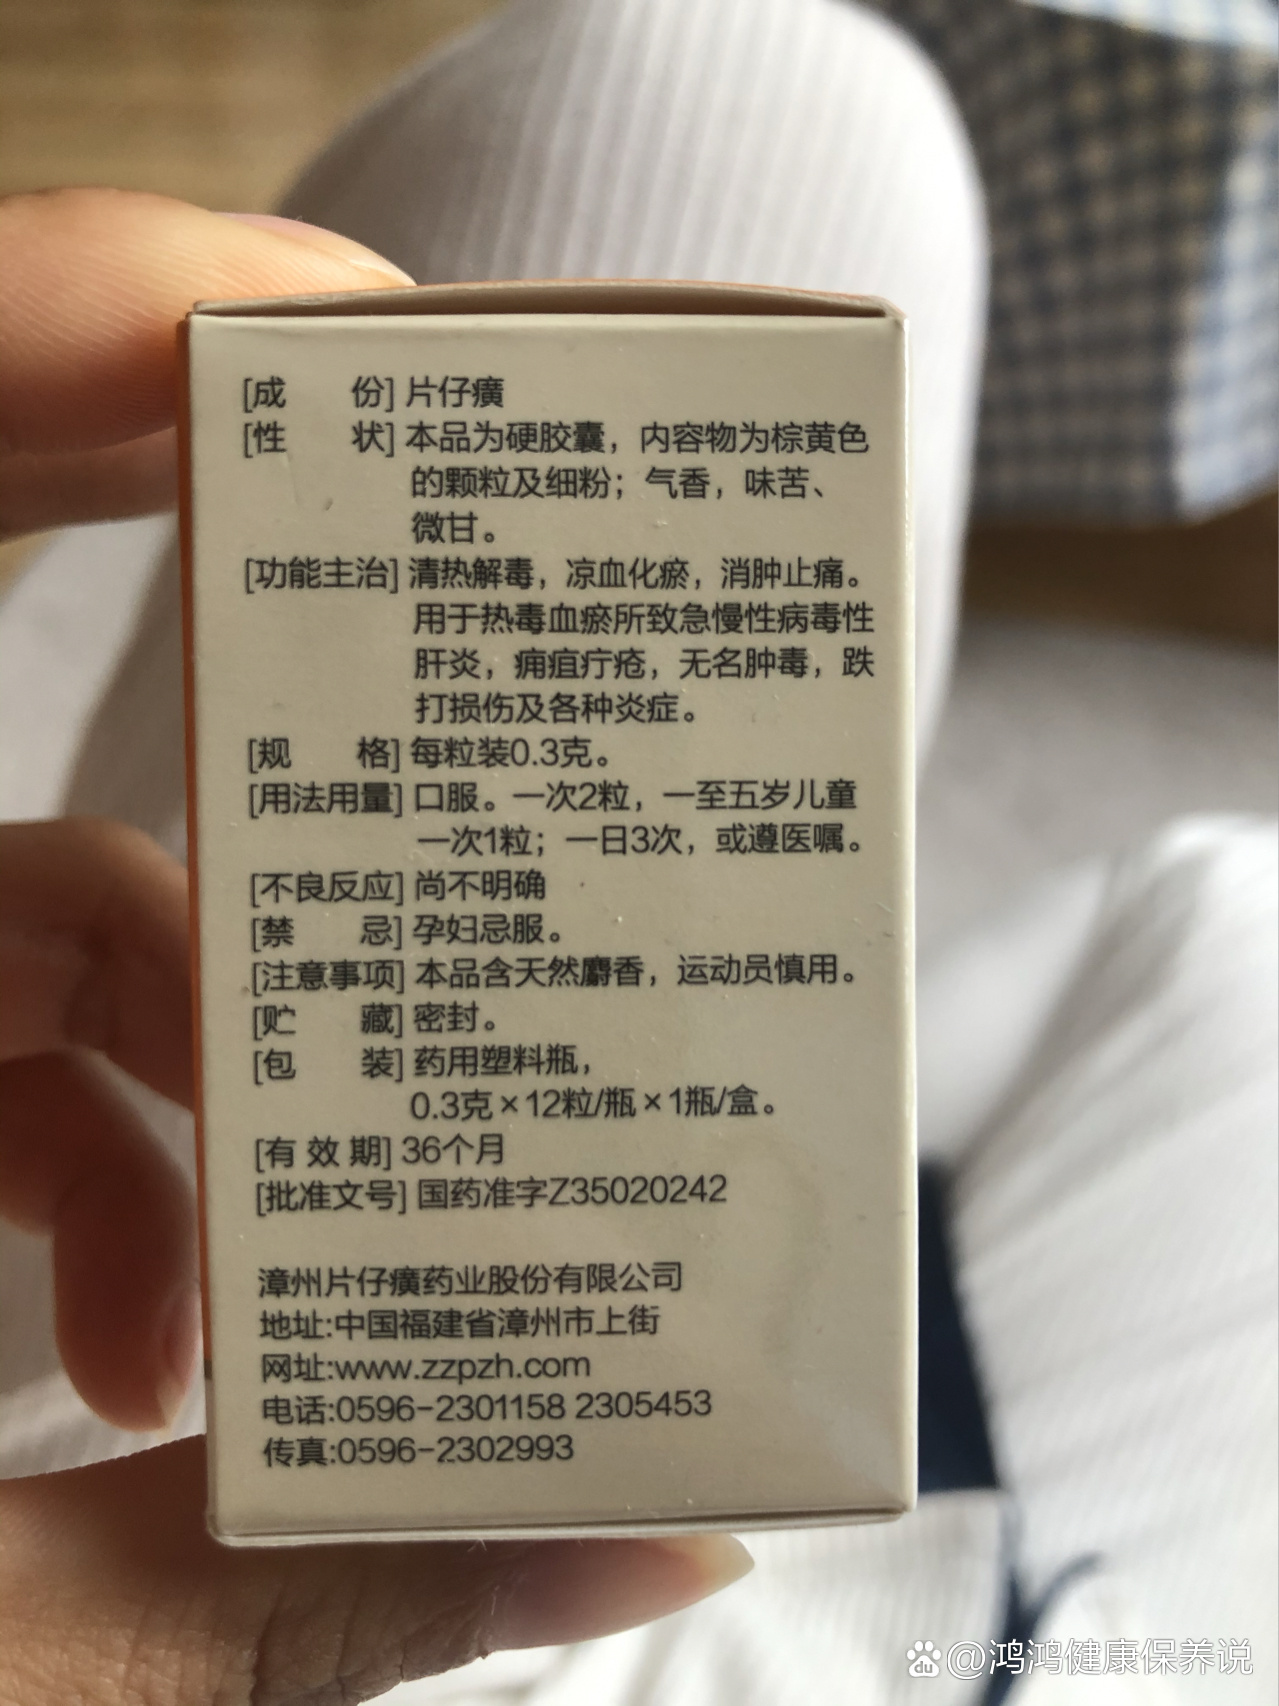 [成 份] 片仔癀
[性 状] 本品为硬胶囊，内容物为棕黄色
的颗粒及细粉；气香，味苦、
微甘。
[功能主治] 清热解毒，凉血化瘀，消肿止痛。
用于热毒血瘀所致急慢性病毒性
肝炎，痈疽疔疮，无名肿毒，跌
打损伤及各种炎症。
[规 格] 每粒装0.3克。
[用法用量] 口服。一次2粒，一至五岁儿童
一次1粒；一日3次，或遵医嘱。
[不良反应] 尚不明确
[禁 忌] 孕妇忌服。
[注意事项] 本品含天然麝香，运动员慎用。
[贮 藏] 密封。
[包 装] 药用塑料瓶，
0.3克×12粒/瓶×1瓶/盒。
[有 效 期] 36个月
[批准文号] 国药准字Z35020242
漳州片仔癀药业股份有限公司
地址:中国福建省漳州市上街
网址:www.zzpzh.com
电话:0596-2301158 2305453
传真:0596-2302993
du @鸿鸿健康保养说